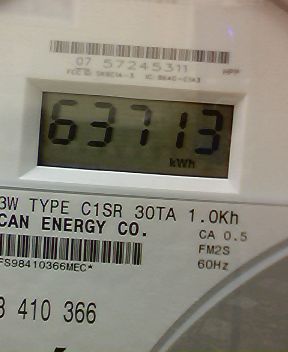 07 57245311
HPP
63713
kWh
3W TYPE C1SR 30TA 1.0Kh
CAN ENERGY CO.
CA 0.5
FM2S
FS98410366MEC*
60Hz
3 410 366